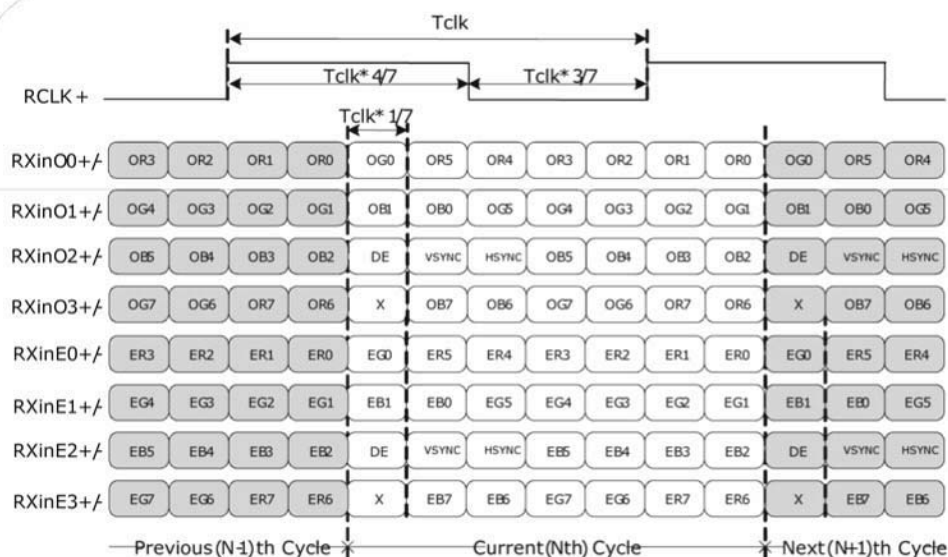 Tclk
Tclk* 4/7 Tclk* 3/7
RCLK +
Tclk* 1/7
RXinO0+/- OR3 OR2 OR1 OR0 OG0 OR5 OR4 OR3 OR2 OR1 OR0 OG0 OR5 OR4
RXinO1+/- OG4 OG3 OG2 OG1 OB1 OB0 OG5 OG4 OG3 OG2 OG1 OB1 OB0 OG5
RXinO2+/- OB5 OB4 OB3 OB2 DE VSYNC HSYNC OB5 OB4 OB3 OB2 DE VSYNC HSYNC
RXinO3+/- OG7 OG6 OR7 OR6 X OB7 OB6 OG7 OG6 OR7 OR6 X OB7 OB6
RXinE0+/- ER3 ER2 ER1 ER0 EG0 ER5 ER4 ER3 ER2 ER1 ER0 EG0 ER5 ER4
RXinE1+/- EG4 EG3 EG2 EG1 EB1 EB0 EG5 EG4 EG3 EG2 EG1 EB1 EB0 EG5
RXinE2+/- EB5 EB4 EB3 EB2 DE VSYNC HSYNC EB5 EB4 EB3 EB2 DE VSYNC HSYNC
RXinE3+/- EG7 EG6 ER7 ER6 X EB7 EB6 EG7 EG6 ER7 ER6 X EB7 EB6
Previous(N-1)th Cycle Current(Nth) Cycle Next(N+1)th Cycle